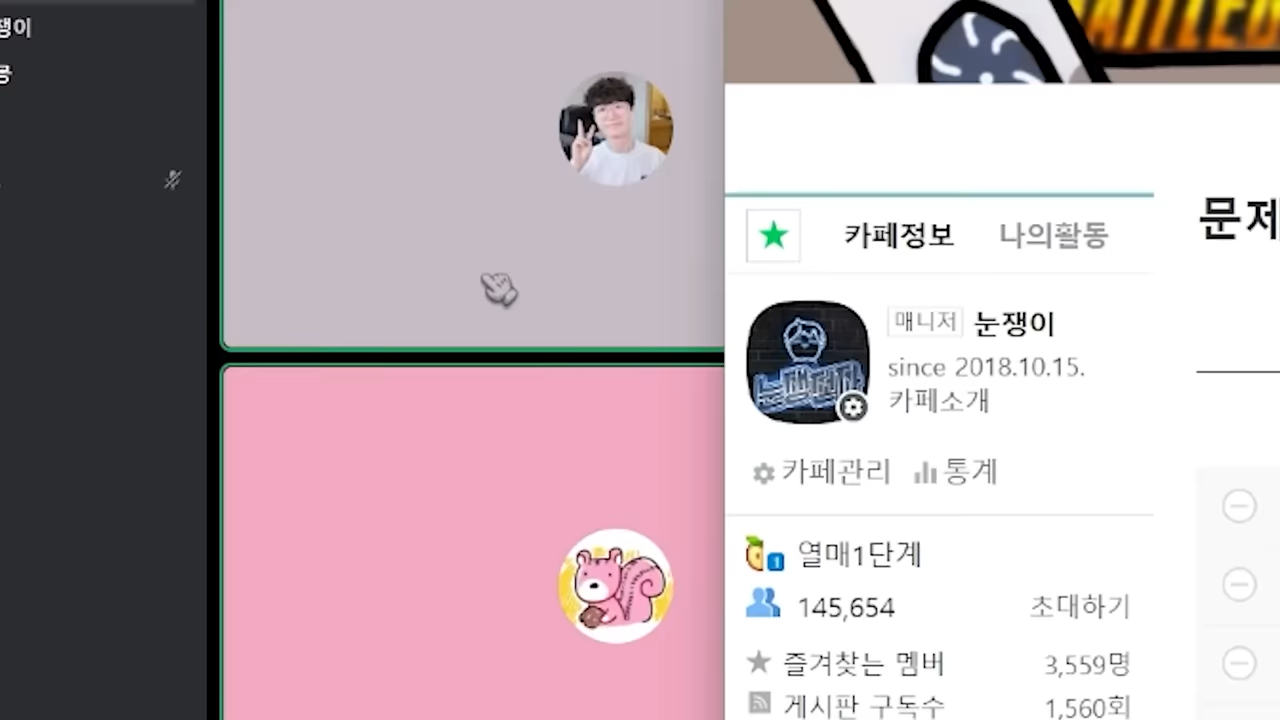 쟁이
카페정보 나의활동
문제
매니저 눈쟁이
since 2018.10.15.
카페소개
카페관리 통계
1 열매1단계
145,654 초대하기
즐겨찾는 멤버 3,559명
게시판 구독수 1,560회